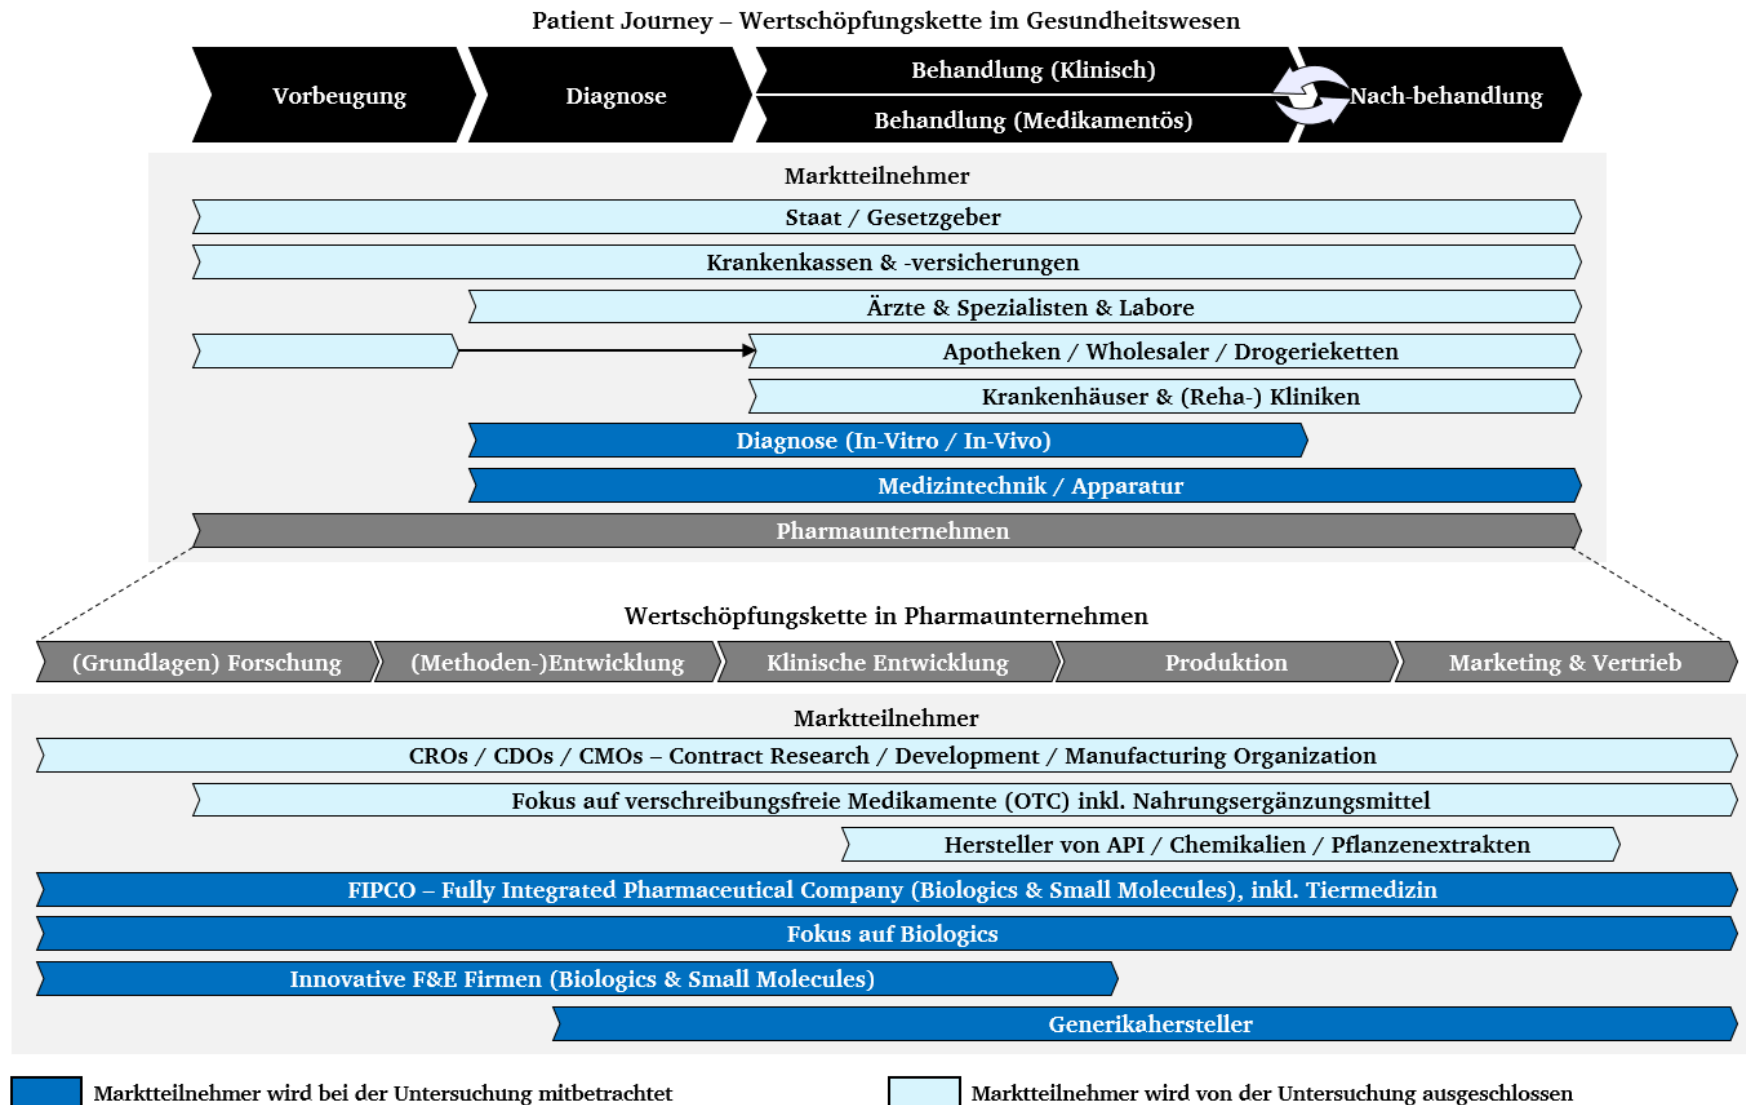 Patient Journey – Wertschöpfungskette im Gesundheitswesen
Vorbeugung
Diagnose
Behandlung (Klinisch)
Behandlung (Medikamentös)
Nach-behandlung
Marktteilnehmer
Staat / Gesetzgeber
Krankenkassen & -versicherungen
Ärzte & Spezialisten & Labore
Apotheken / Wholesaler / Drogerieketten
Krankenhäuser & (Reha-) Kliniken
Diagnose (In-Vitro / In-Vivo)
Medizintechnik / Apparatur
Pharmaunternehmen
Wertschöpfungskette in Pharmaunternehmen
(Grundlagen) Forschung
(Methoden-)Entwicklung
Klinische Entwicklung
Produktion
Marketing & Vertrieb
Marktteilnehmer
CROs / CDOs / CMOs – Contract Research / Development / Manufacturing Organization
Fokus auf verschreibungsfreie Medikamente (OTC) inkl. Nahrungsergänzungsmittel
Hersteller von API / Chemikalien / Pflanzenextrakten
FIPCO – Fully Integrated Pharmaceutical Company (Biologics & Small Molecules), inkl. Tiermedizin
Fokus auf Biologics
Innovative F&E Firmen (Biologics & Small Molecules)
Generikahersteller
Marktteilnehmer wird bei der Untersuchung mitbetrachtet
Marktteilnehmer wird von der Untersuchung ausgeschlossen